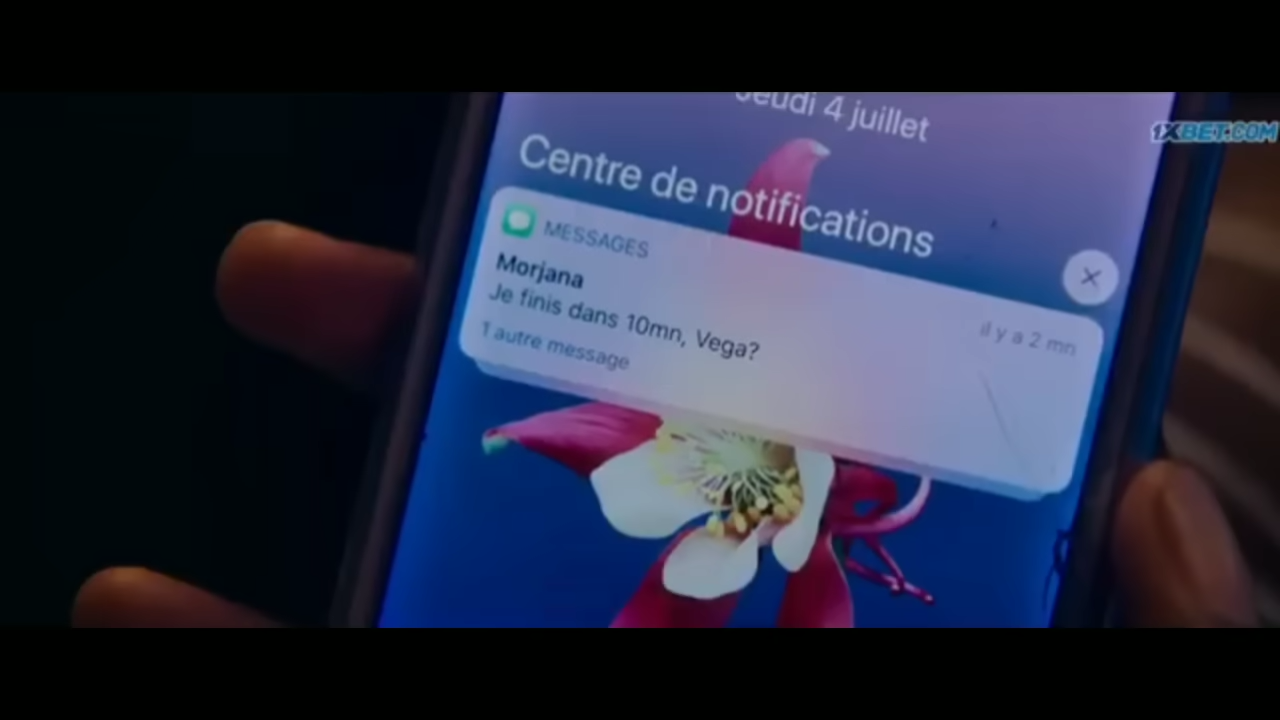 Jeudi 4 juillet
1XBET.COM
Centre de notifications
MESSAGES
Morjana
il y a 2 mn
Je finis dans 10mn, Vega?
1 autre message